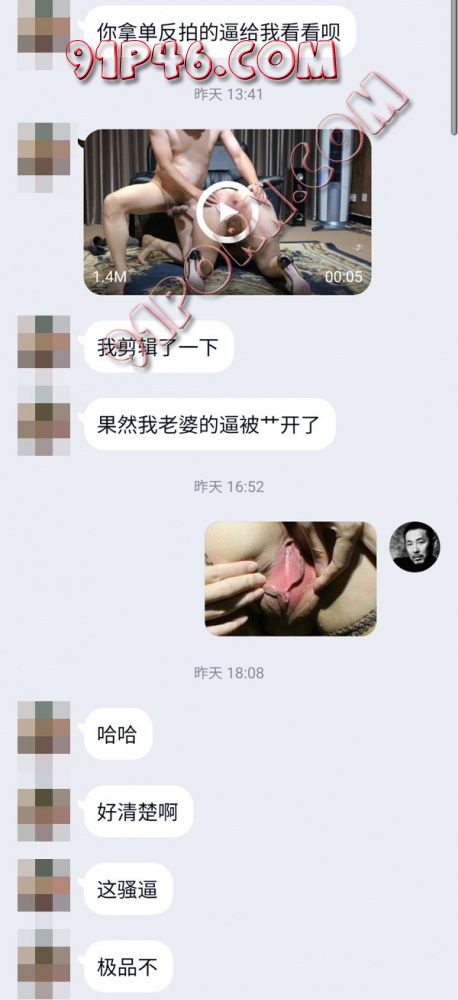 你拿单反拍的逼给我看看呗
91P46.COM
昨天 13:41
91PORN.COM
1.4M
00:05
我剪辑了一下
果然我老婆的逼被艹开了
昨天 16:52
昨天 18:08
哈哈
好清楚啊
这骚逼
极品不